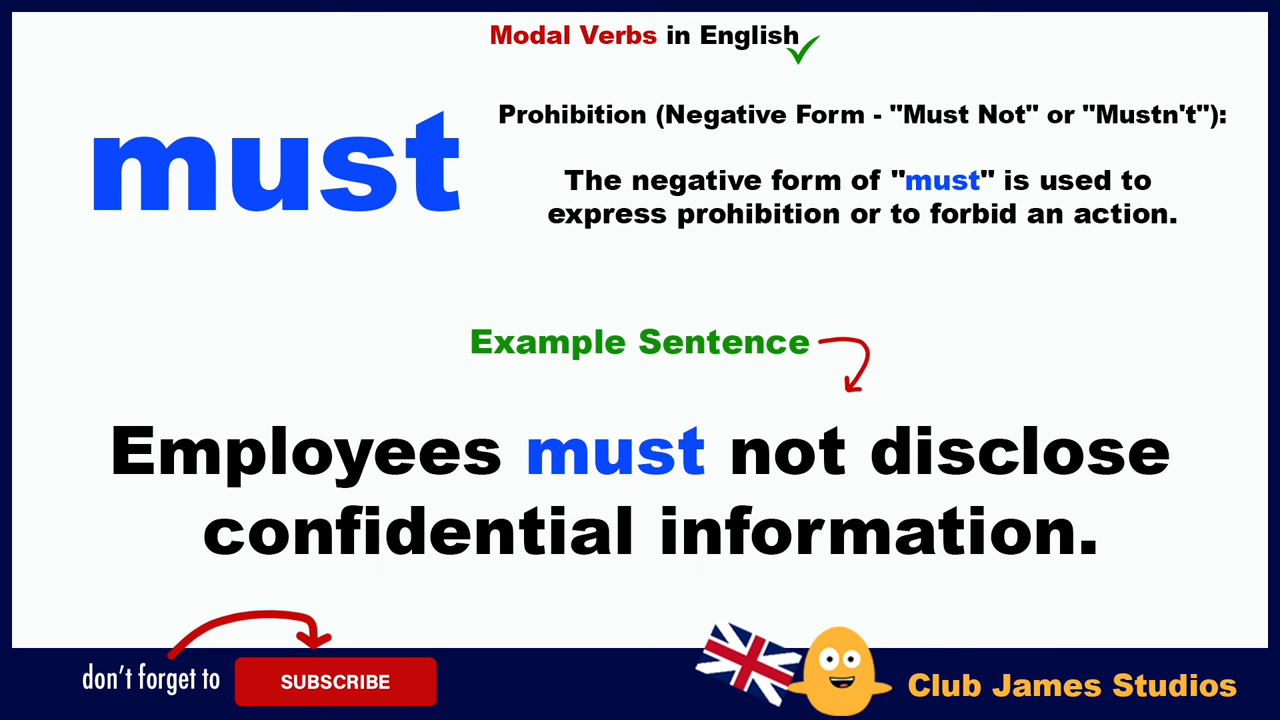 Modal Verbs in English
must
Prohibition (Negative Form - "Must Not" or "Mustn't"):
The negative form of "must" is used to
express prohibition or to forbid an action.
Example Sentence
Employees must not disclose
confidential information.
don't forget to
SUBSCRIBE
Club James Studios